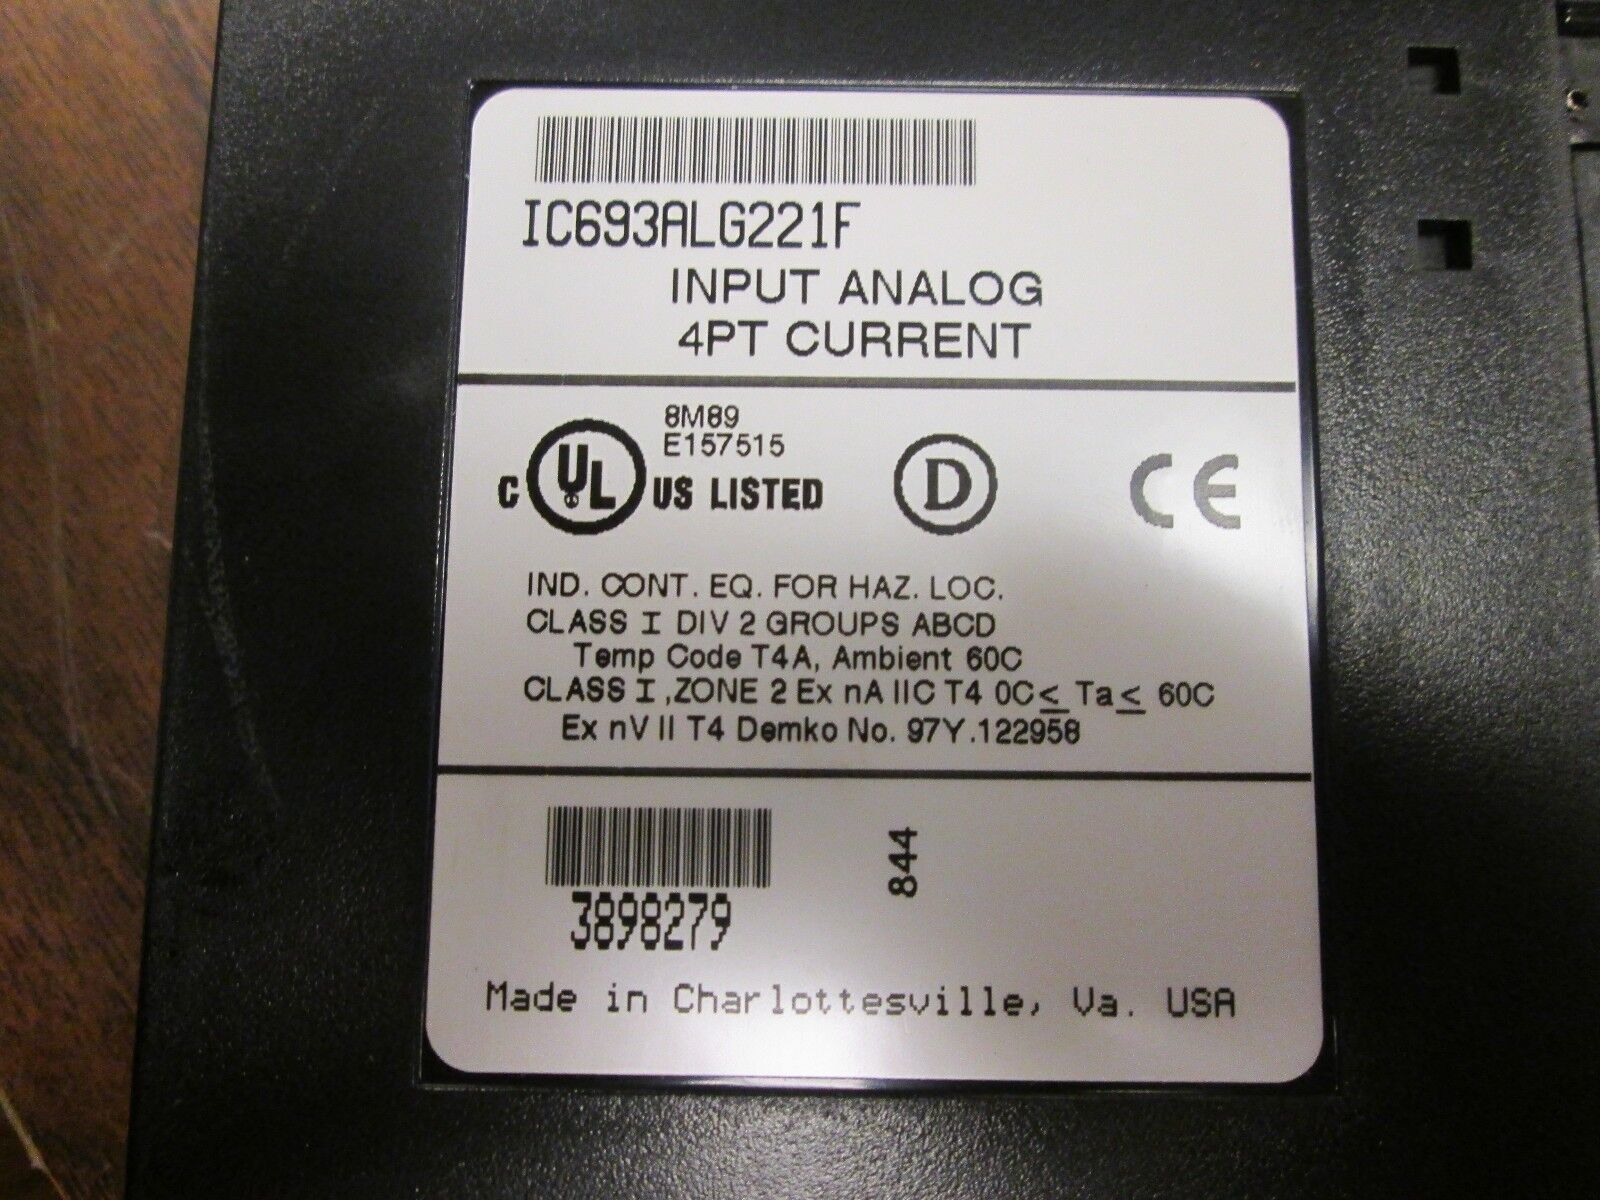 IC693ALG221F
INPUT ANALOG
4PT CURRENT
8M89
E157515
C UL US LISTED
D
CE
IND. CONT. EQ. FOR HAZ. LOC.
CLASS I DIV 2 GROUPS ABCD
Temp Code T4A, Ambient 60C
CLASS I ,ZONE 2 Ex nA IIC T4 0C≤ Ta≤ 60C
Ex nV II T4 Demko No. 97Y.122958
3898279
844
Made in Charlottesville, Va. USA